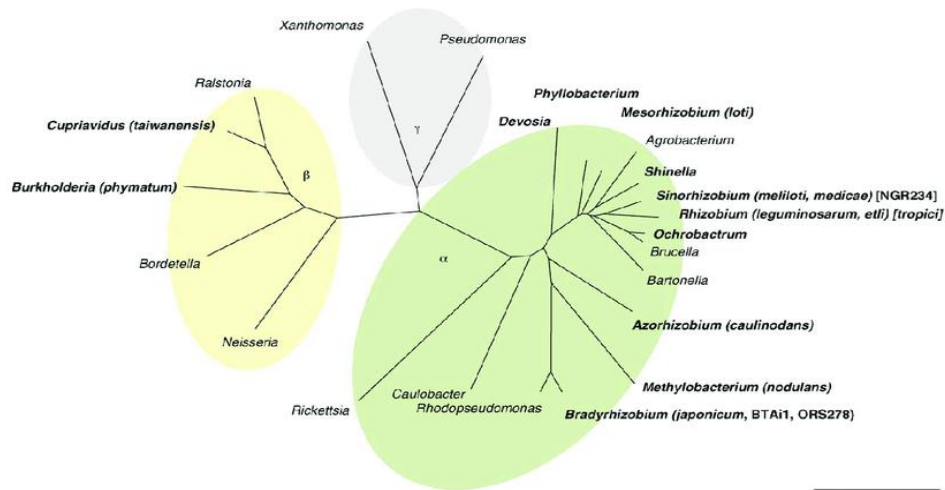 Xanthomonas
Pseudomonas
Ralstonia
Phyllobacterium
Mesorhizobium (loti)
Cupriavidus (taiwanensis)
Devosia
Agrobacterium
γ
Shinella
β
Burkholderia (phymatum)
Sinorhizobium (meliloti, medicae) [NGR234]
Rhizobium (leguminosarum, etli) [tropici]
Ochrobactrum
Brucella
Bordetella
α
Bartonella
Azorhizobium (caulinodans)
Neisseria
Methylobacterium (nodulans)
Caulobacter
Rickettsia
Rhodopseudomonas
Bradyrhizobium (japonicum, BTAi1, ORS278)